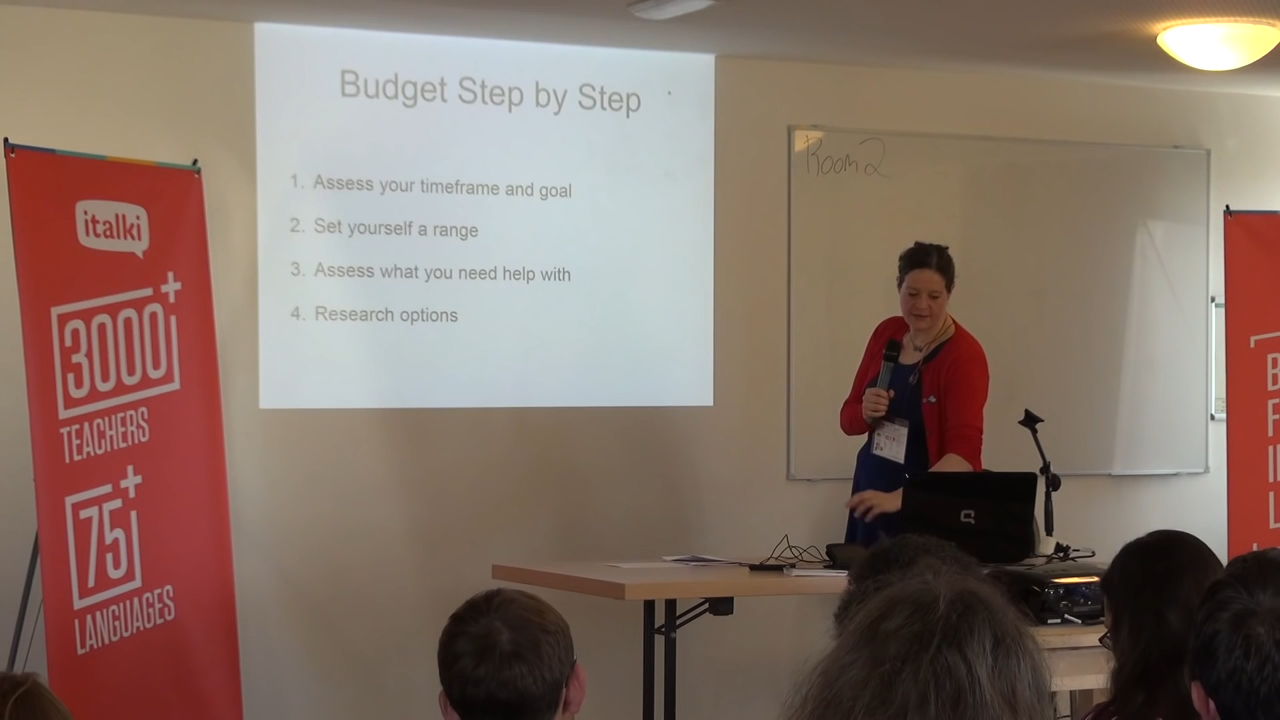 italki
3000+
TEACHERS
75+
LANGUAGES
Budget Step by Step
1. Assess your timeframe and goal
2. Set yourself a range
3. Assess what you need help with
4. Research options
Room 2